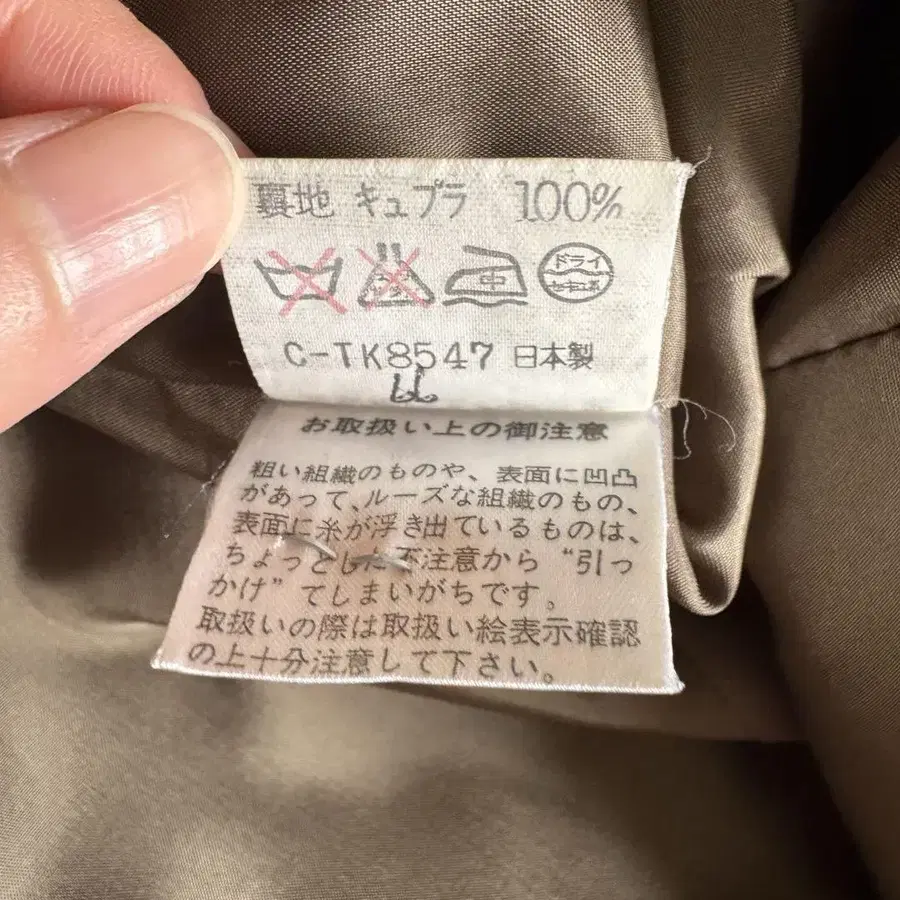 裏地 キュプラ 100%
中 ドライ セキユ系
C-TK8547 日本製
お取扱い上の御注意
粗い組織のものや、表面に凹凸
があって、ルーズな組織のもの、
表面に糸が浮き出ているものは、
ちょっとした不注意から“引っ
かけ”てしまいがちです。
取扱いの際は取扱い絵表示確認
の上十分注意して下さい。